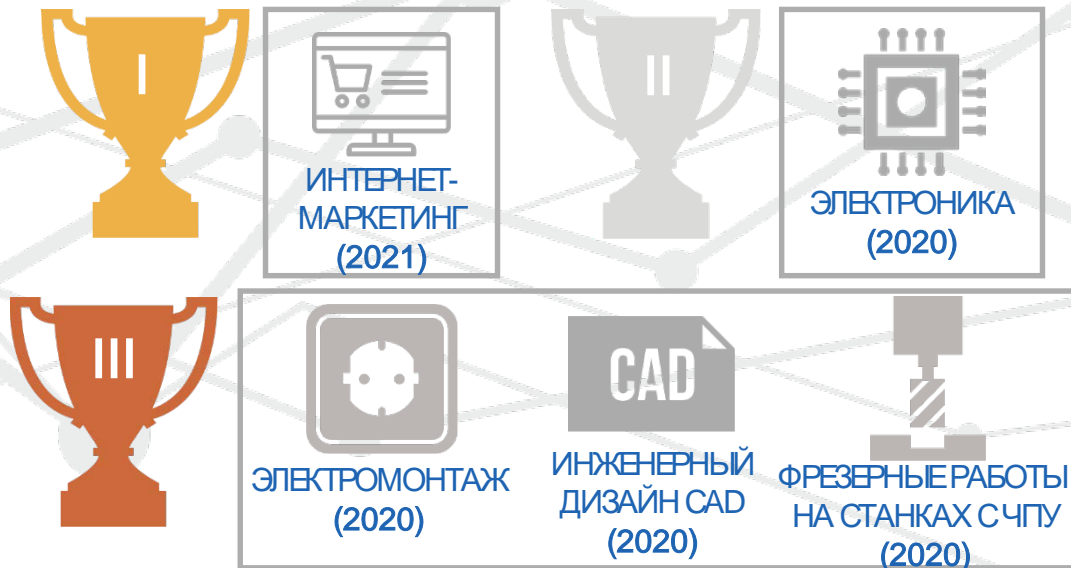 I
ИНТЕРНЕТ-
МАРКЕТИНГ
(2021)
II
ЭЛЕКТРОНИКА
(2020)
III
ЭЛЕКТРОМОНТАЖ
(2020)
CAD
ИНЖЕНЕРНЫЙ
ДИЗАЙН CAD
(2020)
ФРЕЗЕРНЫЕ РАБОТЫ
НА СТАНКАХ С ЧПУ
(2020)